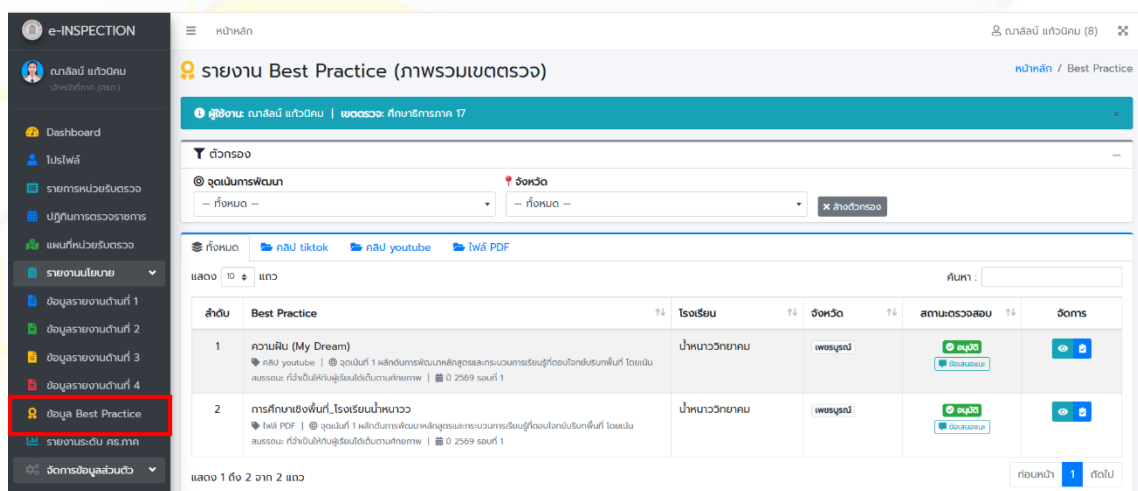 e-INSPECTION
หน้าหลัก
ณาลัลน์ แก้วนิคม (8)
ณาลัลน์ แก้วนิคม
เจ้าหน้าที่ภาค (ศธภ.)
รายงาน Best Practice (ภาพรวมเขตตรวจ)
หน้าหลัก / Best Practice
ผู้ใช้งาน: ณาลัลน์ แก้วนิคม | เขตตรวจ: ศึกษาธิการภาค 17
Dashboard
โปรไฟล์
รายการหน่วยรับตรวจ
ปฏิทินการตรวจราชการ
แผนที่หน่วยรับตรวจ
รายงานนโยบาย
ข้อมูลรายงานด้านที่ 1
ข้อมูลรายงานด้านที่ 2
ข้อมูลรายงานด้านที่ 3
ข้อมูลรายงานด้านที่ 4
ข้อมูล Best Practice
รายงานระดับ ศธ.ภาค
จัดการข้อมูลส่วนตัว
ตัวกรอง
จุดเน้นการพัฒนา
จังหวัด
— ทั้งหมด —
— ทั้งหมด —
ล้างตัวกรอง
ทั้งหมด
คลิป tiktok
คลิป youtube
ไฟล์ PDF
แสดง 10 แถว
ค้นหา :
ลำดับ Best Practice โรงเรียน จังหวัด สถานะตรวจสอบ จัดการ
1 ความฝัน (My Dream) น้ำหนาววิทยาคม เพชรบูรณ์ อนุมัติ
คลิป youtube | จุดเน้นที่ 1 ผลักดันการพัฒนาหลักสูตรและกระบวนการเรียนรู้ที่ตอบโจทย์บริบทพื้นที่ โดยเน้น
สมรรถนะ ที่จำเป็นให้กับผู้เรียนได้เต็มตามศักยภาพ | ปี 2569 รอบที่ 1
ข้อเสนอแนะ
2 การศึกษาเชิงพื้นที่_โรงเรียนน้ำหนาวว น้ำหนาววิทยาคม เพชรบูรณ์ อนุมัติ
ไฟล์ PDF | จุดเน้นที่ 1 ผลักดันการพัฒนาหลักสูตรและกระบวนการเรียนรู้ที่ตอบโจทย์บริบทพื้นที่ โดยเน้น
สมรรถนะ ที่จำเป็นให้กับผู้เรียนได้เต็มตามศักยภาพ | ปี 2569 รอบที่ 1
ข้อเสนอแนะ
แสดง 1 ถึง 2 จาก 2 แถว
ก่อนหน้า 1 ถัดไป